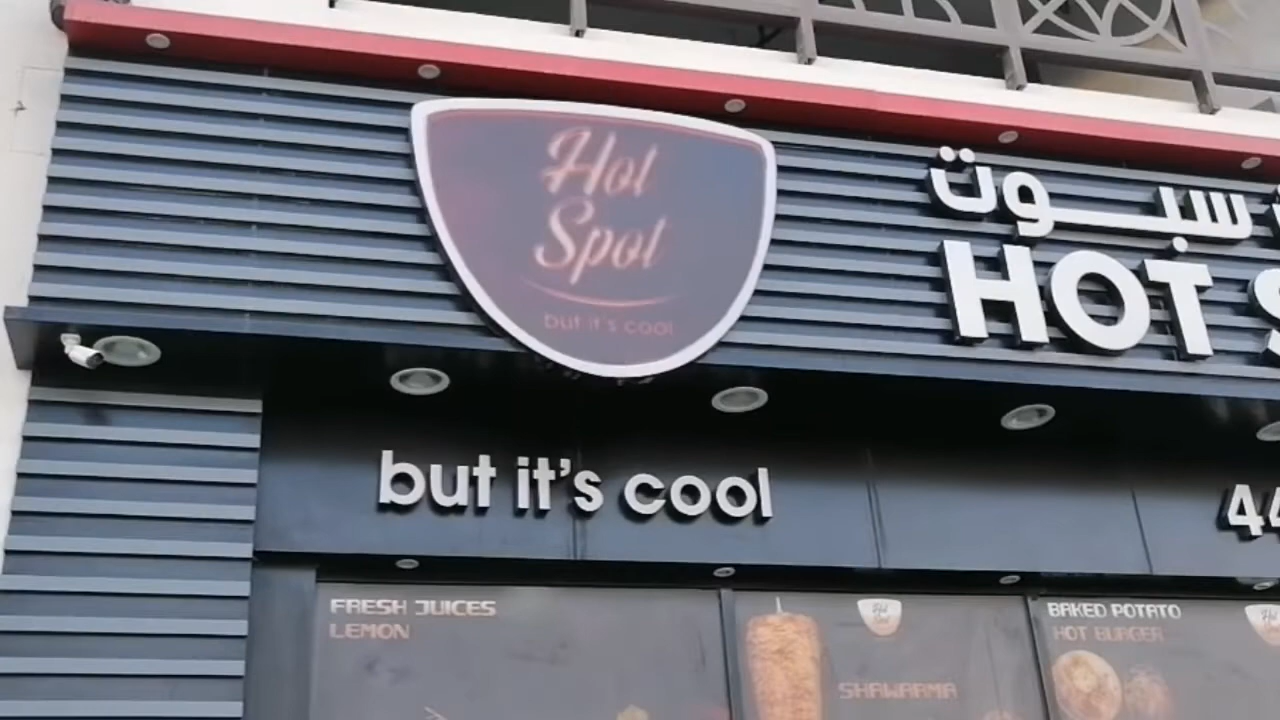 Hot
Spot
but it's cool
سبوت
HOT
but it's cool
FRESH JUICES
LEMON
Hot
Spot
SHAWARMA
BAKED POTATO
HOT BURGER